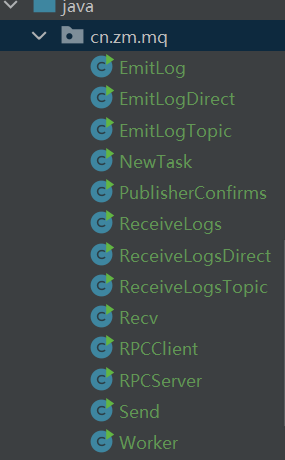 java
cn.zm.mq
EmitLog
EmitLogDirect
EmitLogTopic
NewTask
PublisherConfirms
ReceiveLogs
ReceiveLogsDirect
ReceiveLogsTopic
Recv
RPCClient
RPCServer
Send
Worker